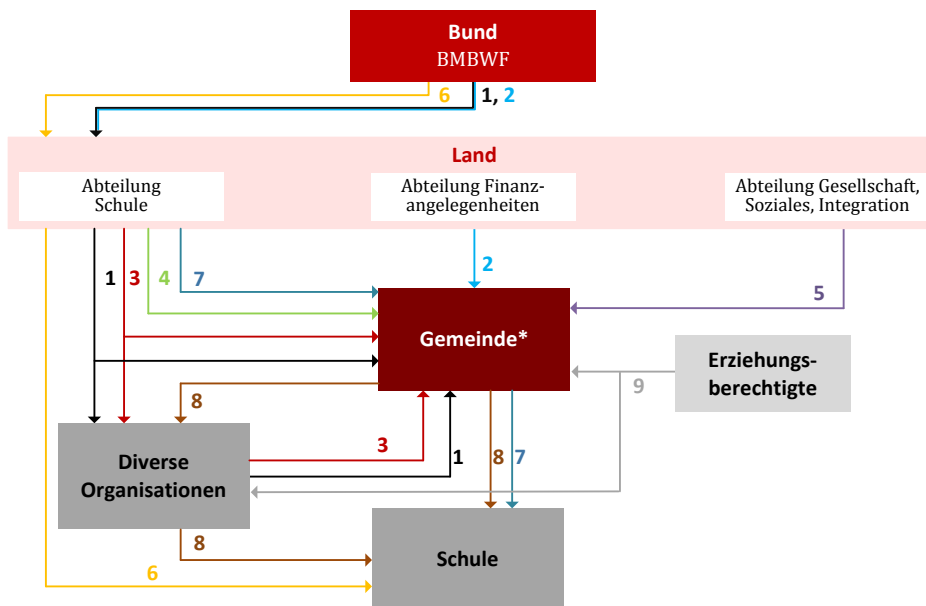 Bund
BMBWF
6
1, 2
Land
Abteilung
Schule
Abteilung Finanz-
angelegenheiten
Abteilung Gesellschaft,
Soziales, Integration
1
3
4
7
2
5
Gemeinde*
Erziehungs-
berechtigte
9
8
Diverse
Organisationen
3
1
8
7
8
Schule
6